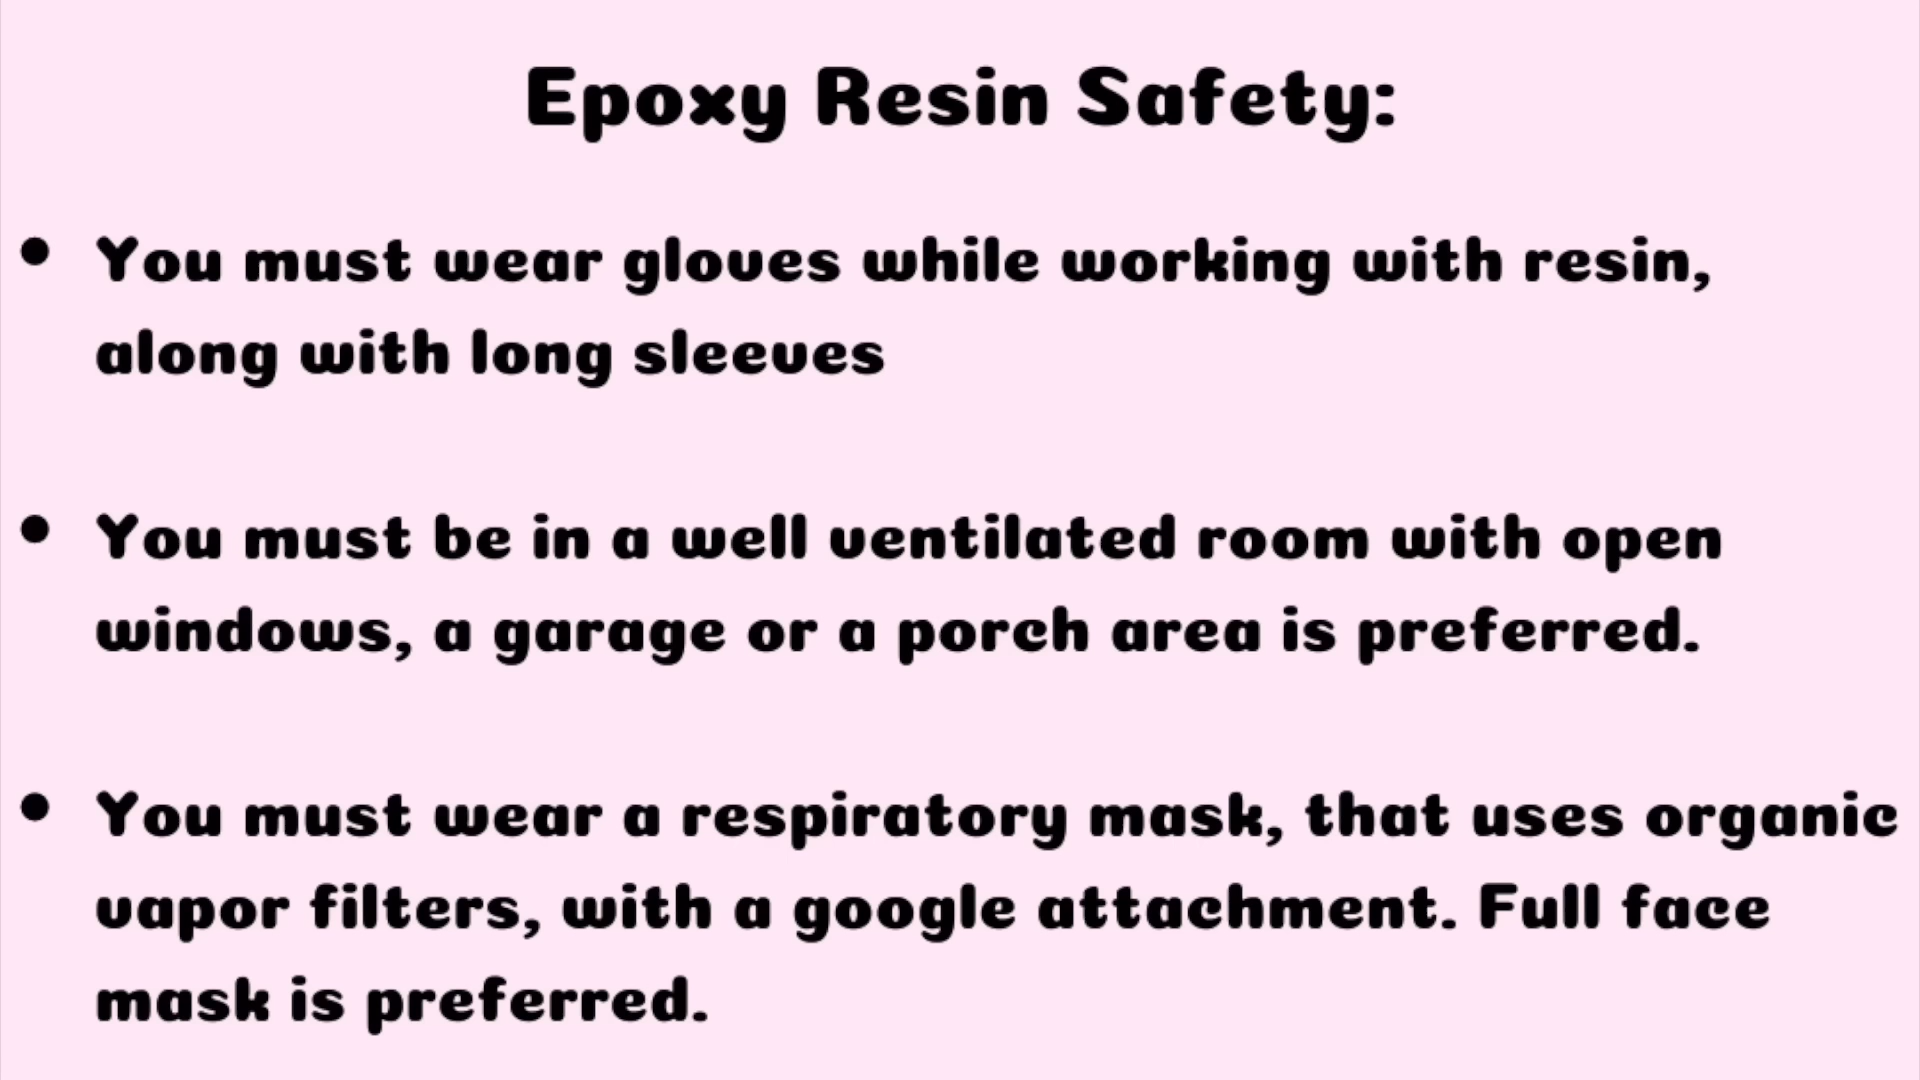 Epoxy Resin Safety:
• You must wear gloves while working with resin,
along with long sleeves
• You must be in a well ventilated room with open
windows, a garage or a porch area is preferred.
• You must wear a respiratory mask, that uses organic
vapor filters, with a google attachment. Full face
mask is preferred.